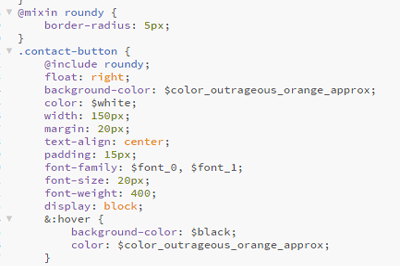 }
@mixin roundy {
border-radius: 5px;
}
.contact-button {
@include roundy;
float: right;
background-color: $color_outrageous_orange_approx;
color: $white;
width: 150px;
margin: 20px;
text-align: center;
padding: 15px;
font-family: $font_0, $font_1;
font-size: 20px;
font-weight: 400;
display: block;
&:hover {
background-color: $black;
color: $color_outrageous_orange_approx;
}